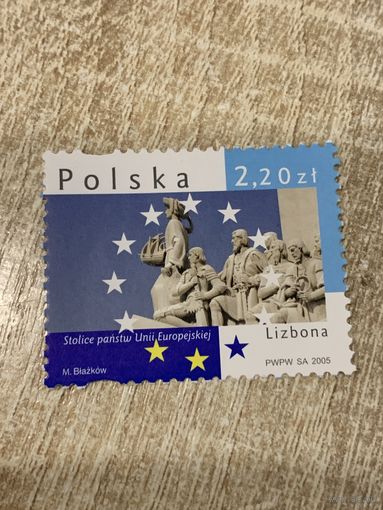 Polska 2,20 zł
Stolice państw Unii Europejskiej
Lizbona
M. Błażków
PWPW SA 2005